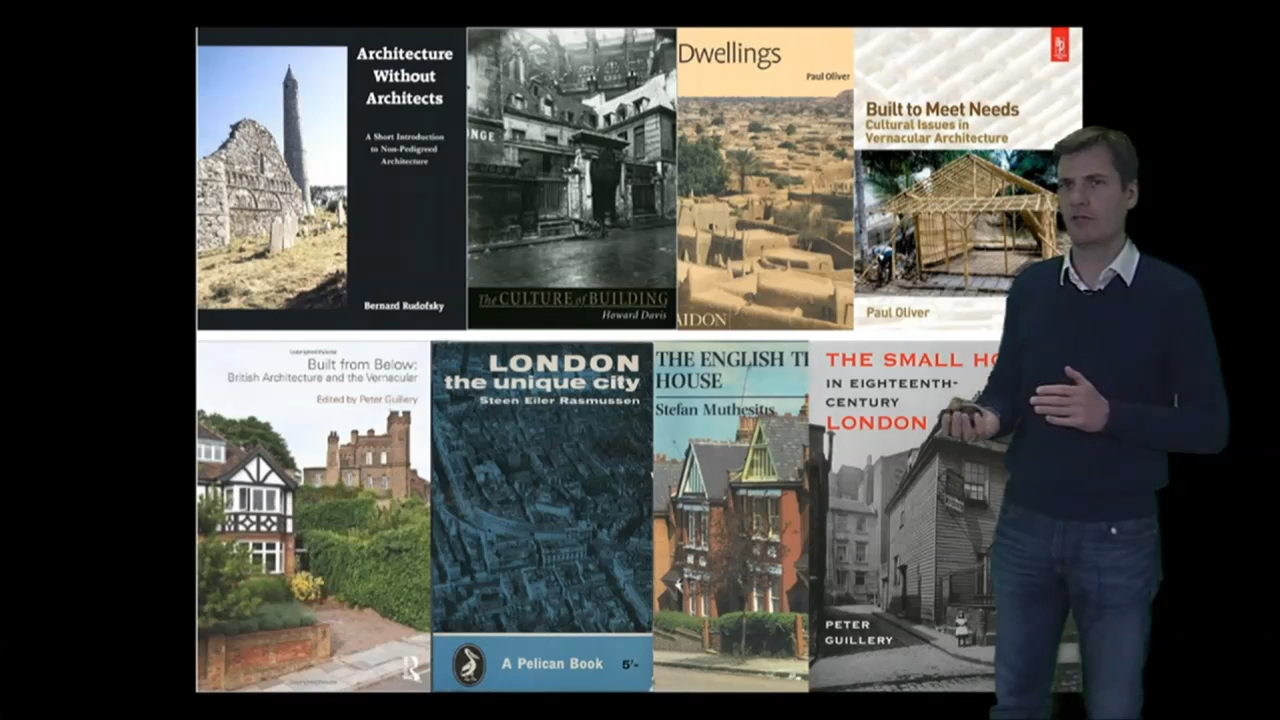 Architecture
Without
Architects
A Short Introduction
to Non-Pedigreed
Architecture
Bernard Rudofsky
NGE
The CULTURE of BUILDING
Howard Davis
Dwellings
Paul Oliver
AIDON
Built to Meet Needs
Cultural Issues in
Vernacular Architecture
Paul Oliver
Built from Below:
British Architecture and the Vernacular
Edited by Peter Guillery
R
LONDON
the unique city
Steen Eiler Rasmussen
A Pelican Book 5'-
THE ENGLISH TE
HOUSE
Stefan Muthesius
THE SMALL HO
IN EIGHTEENTH-
CENTURY
LONDON
PETER
GUILLERY